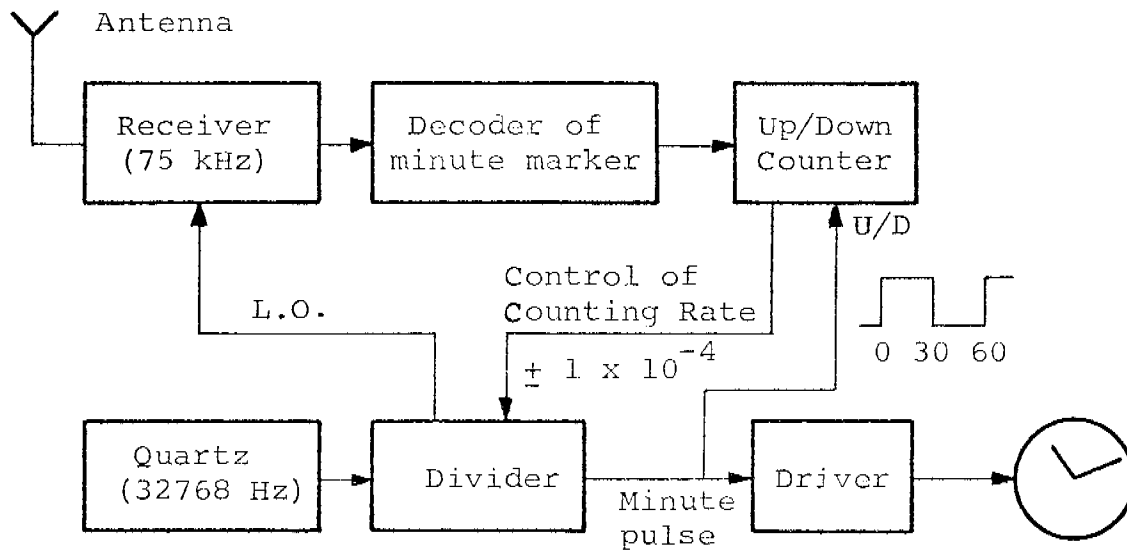 Antenna
Receiver
(75 kHz)
Decoder of
minute marker
Up/Down
Counter
U/D
Control of
Counting Rate
L.O.
± 1 x 10⁻⁴
0 30 60
Quartz
(32768 Hz)
Divider
Minute
pulse
Driver